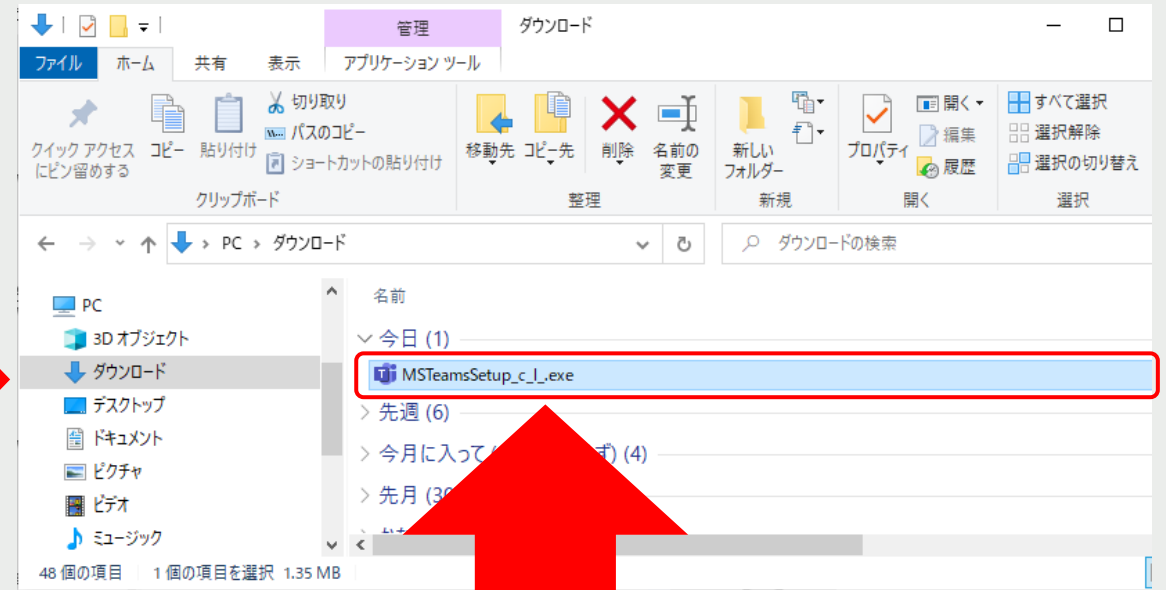 管理
ダウンロード
ファイル ホーム 共有 表示 アプリケーション ツール
クイック アクセス
にピン留めする
コピー
貼り付け
切り取り
パスのコピー
ショートカットの貼り付け
移動先
コピー先
削除
名前の
変更
新しい
フォルダー
プロパティ
開く
編集
履歴
すべて選択
選択解除
選択の切り替え
クリップボード 整理 新規 開く 選択
PC › ダウンロード
ダウンロードの検索
PC
3D オブジェクト
ダウンロード
デスクトップ
ドキュメント
ピクチャ
ビデオ
ミュージック
名前
今日 (1)
MSTeamsSetup_c_l_.exe
先週 (6)
今月に入って (4)
先月
48 個の項目 1 個の項目を選択 1.35 MB